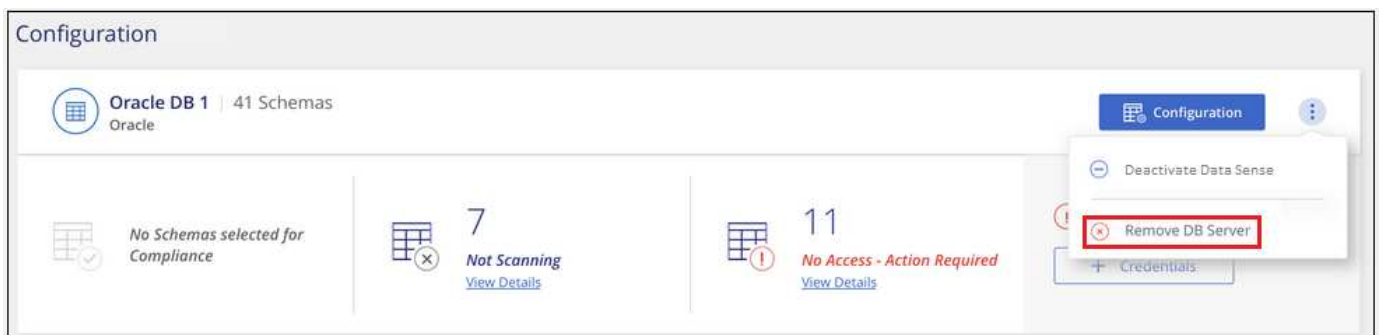 Configuration
Oracle DB 1 | 41 Schemas
Oracle
Configuration
Deactivate Data Sense
Remove DB Server
No Schemas selected for
Compliance
7
Not Scanning
View Details
11
No Access - Action Required
View Details
+ Credentials